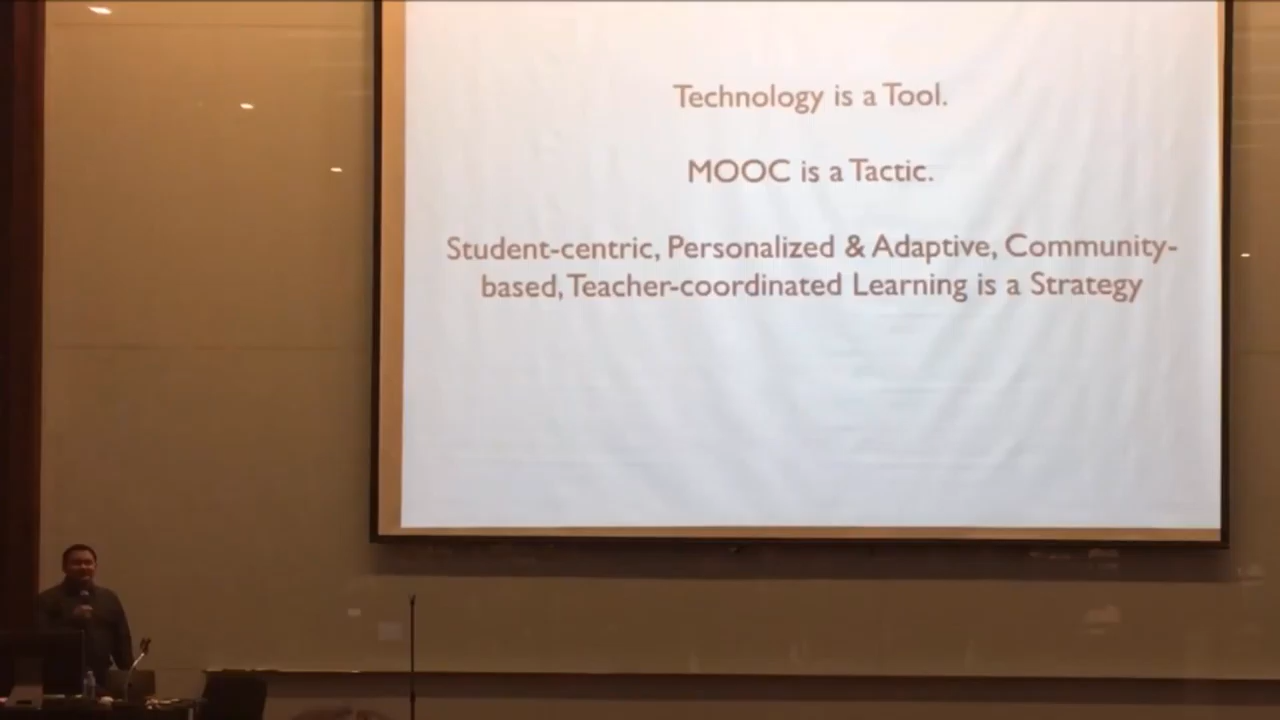 Technology is a Tool.
MOOC is a Tactic.
Student-centric, Personalized & Adaptive, Community-
based, Teacher-coordinated Learning is a Strategy